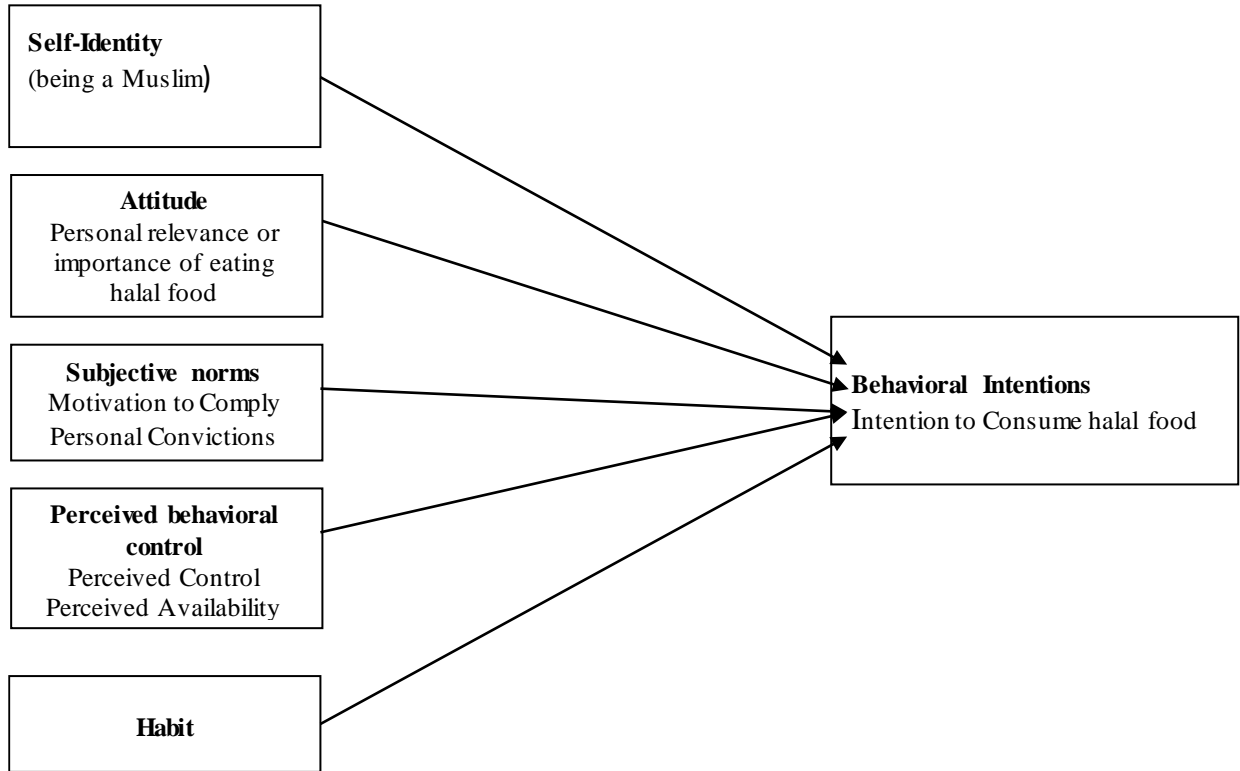 Self-Identity
(being a Muslim)
Attitude
Personal relevance or
importance of eating
halal food
Subjective norms
Motivation to Comply
Personal Convictions
Perceived behavioral
control
Perceived Control
Perceived Availability
Habit
Behavioral Intentions
Intention to Consume halal food